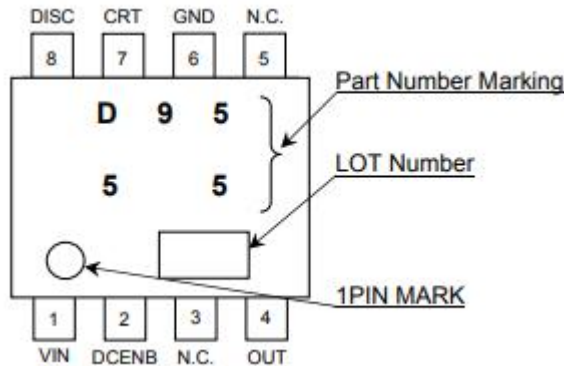 DISC CRT GND N.C.
8 7 6 5
Part Number Marking
D 9 5
LOT Number
5 5
1PIN MARK
1 2 3 4
VIN DCENB N.C. OUT